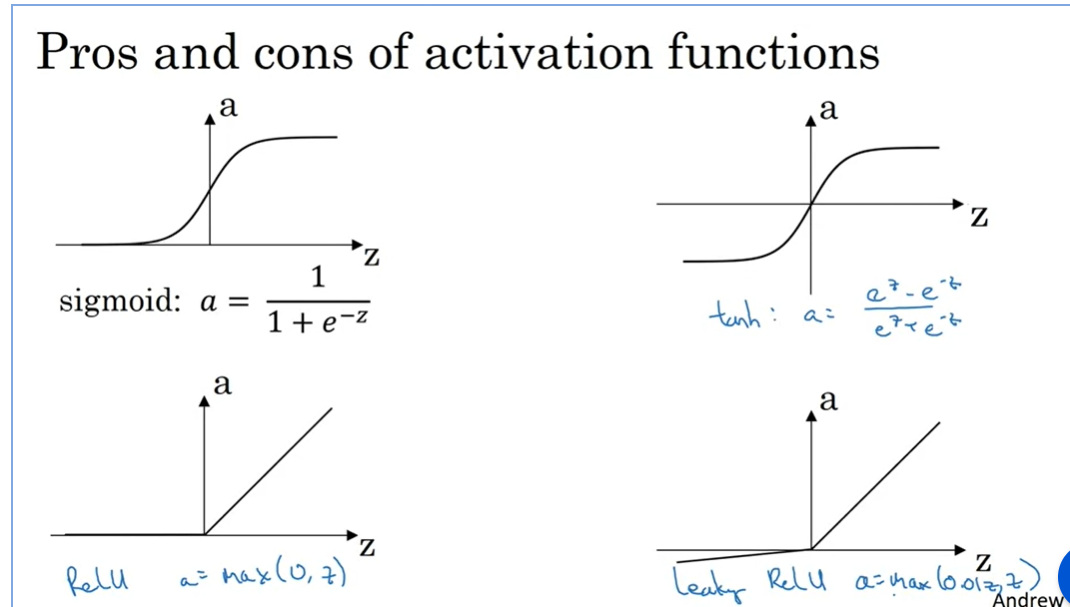 Pros and cons of activation functions
a
z
sigmoid: a = 1 / (1 + e^{-z})
a
z
tanh: a = (e^z - e^{-z}) / (e^z + e^{-z})
a
z
ReLU a = max(0, z)
a
z
Leaky ReLU a = max(0.01z, z)
Andrew